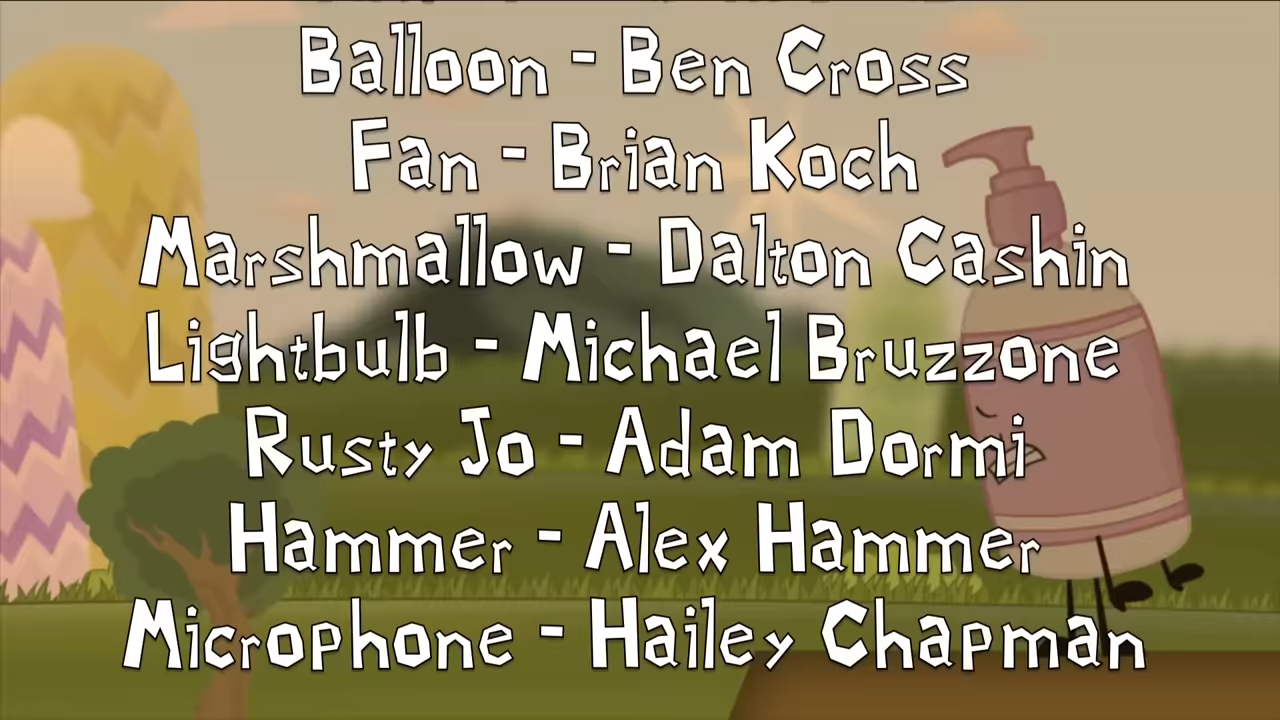 Balloon - Ben Cross
Fan - Brian Koch
Marshmallow - Dalton Cashin
Lightbulb - Michael Bruzzone
Rusty Jo - Adam Dormi
Hammer - Alex Hammer
Microphone - Hailey Chapman